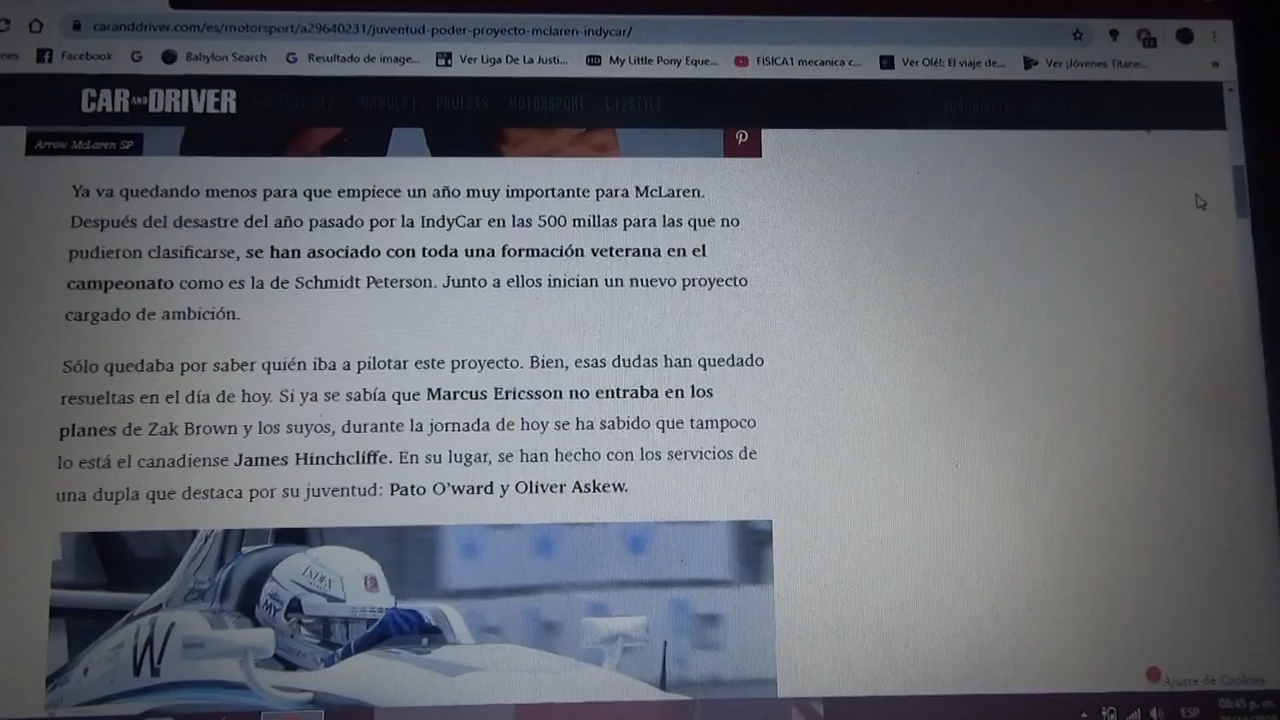 caranddriver.com/es/motorsport/a29640231/juventud-poder-proyecto-mclaren-indycar/
nes Facebook G Babylon Search Resultado de image... Ver Liga De La Justi... My Little Pony Eque... FISICA1 mecanica c... Ver Olé!: El viaje de... Ver ¡Jóvenes Titane... »
CAR AND DRIVER PRUEBAS MOTORSPORT LIFESTYLE
Arrow McLaren SP
Ya va quedando menos para que empiece un año muy importante para McLaren.
Después del desastre del año pasado por la IndyCar en las 500 millas para las que no
pudieron clasificarse, se han asociado con toda una formación veterana en el
campeonato como es la de Schmidt Peterson. Junto a ellos inician un nuevo proyecto
cargado de ambición.
Sólo quedaba por saber quién iba a pilotar este proyecto. Bien, esas dudas han quedado
resueltas en el día de hoy. Si ya se sabía que Marcus Ericsson no entraba en los
planes de Zak Brown y los suyos, durante la jornada de hoy se ha sabido que tampoco
lo está el canadiense James Hinchcliffe. En su lugar, se han hecho con los servicios de
una dupla que destaca por su juventud: Pato O'ward y Oliver Askew.
INDEX
MY
W
Ajuste de Cookies
ESP
08:45 p. m.